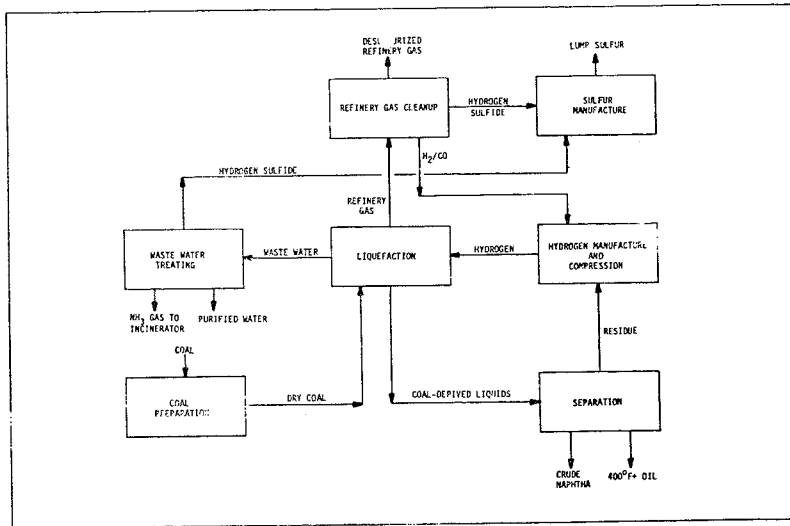 REFINERY GAS
LUMP SULFUR
REFINERY GAS CLEANUP
HYDROGEN
SULFIDE
SULFUR
MANUFACTURE
H2/CO
HYDROGEN SULFIDE
REFINERY
GAS
WASTE WATER
TREATING
WASTE WATER
LIQUEFACTION
HYDROGEN
HYDROGEN MANUFACTURE
AND
COMPRESSION
NH3 GAS TO
INCINERATOR
PURIFIED WATER
RESIDUE
COAL
COAL
PREPARATION
DRY COAL
COAL-DERIVED LIQUIDS
SEPARATION
CRUDE
NAPHTHA
400°F+ OIL